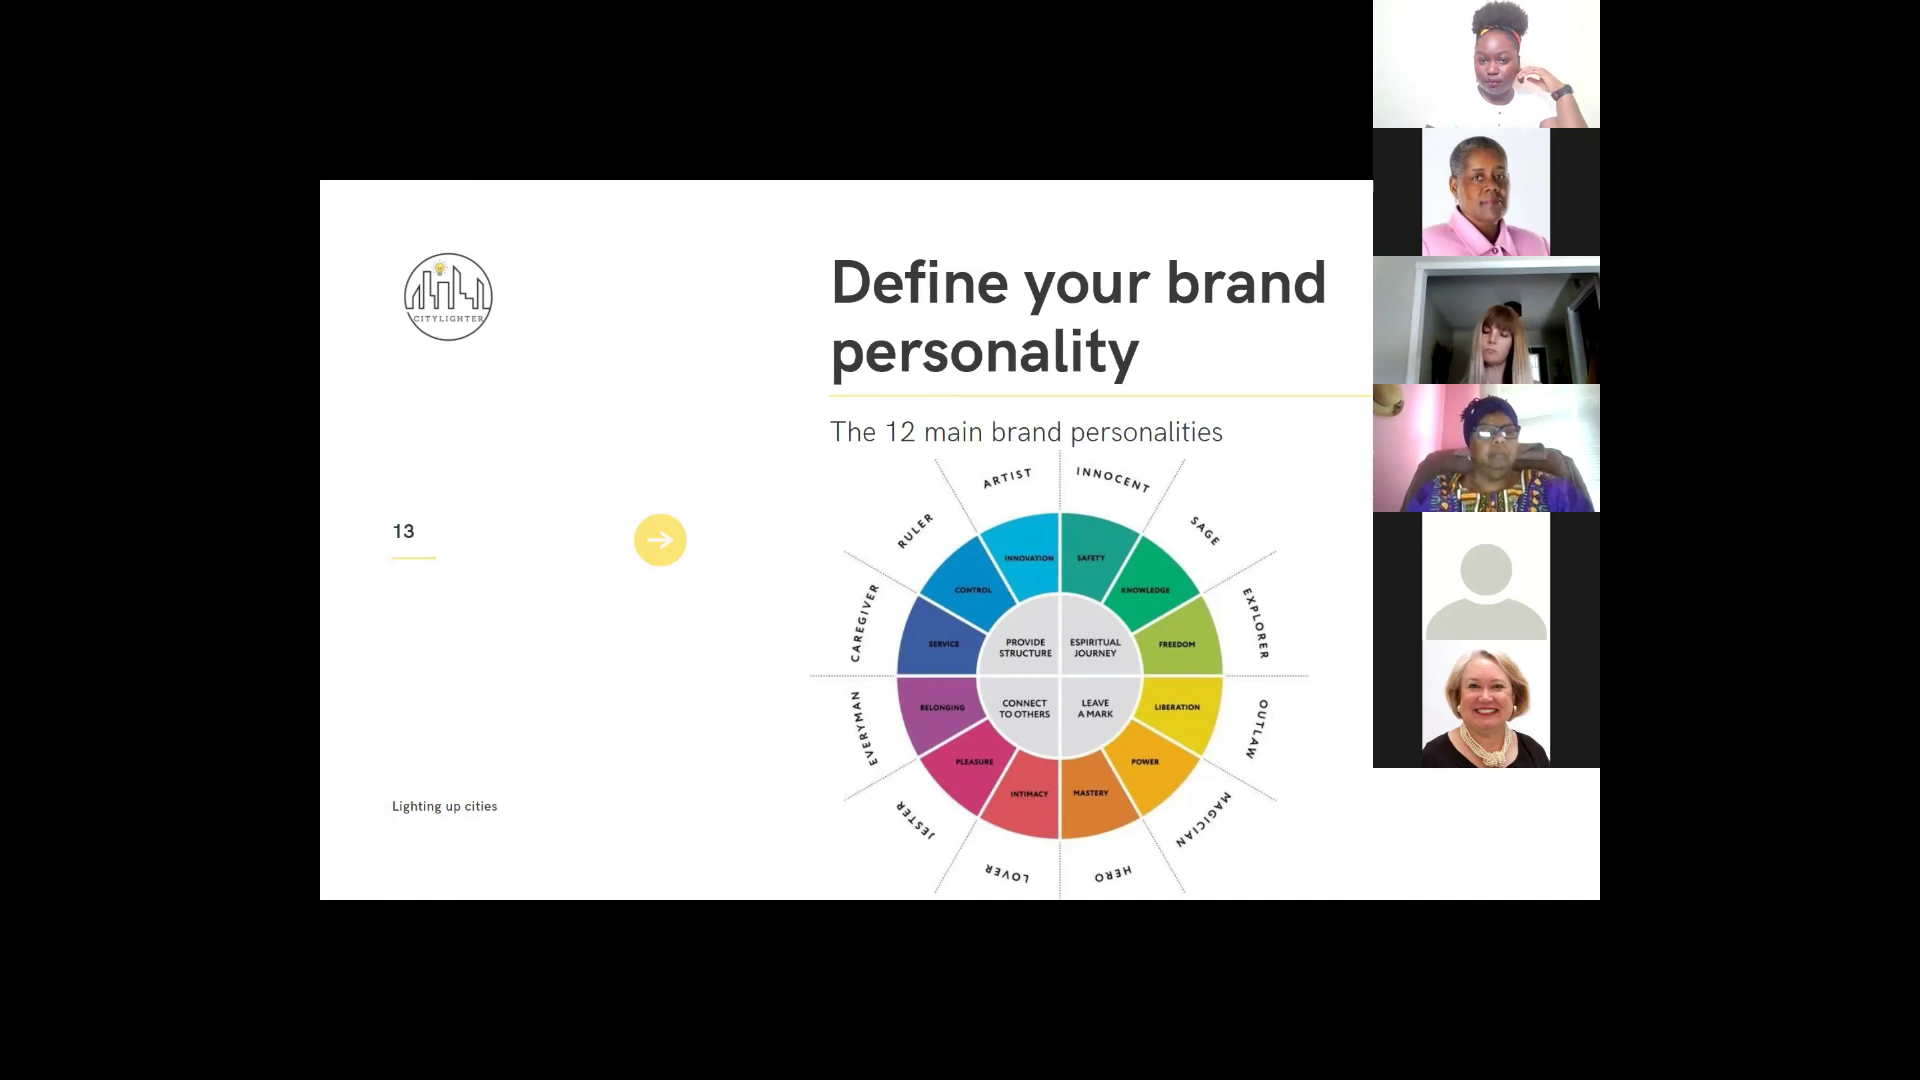 CITYLIGHTER
Define your brand
personality
The 12 main brand personalities
13
Lighting up cities
ARTIST
INNOCENT
RULER
SAGE
CAREGIVER
EXPLORER
EVERYMAN
OUTLAW
JESTER
MAGICIAN
LOVER
HERO
INNOVATION
SAFETY
CONTROL
KNOWLEDGE
SERVICE
FREEDOM
BELONGING
LIBERATION
PLEASURE
POWER
INTIMACY
MASTERY
PROVIDE
STRUCTURE
ESPIRITUAL
JOURNEY
CONNECT
TO OTHERS
LEAVE
A MARK